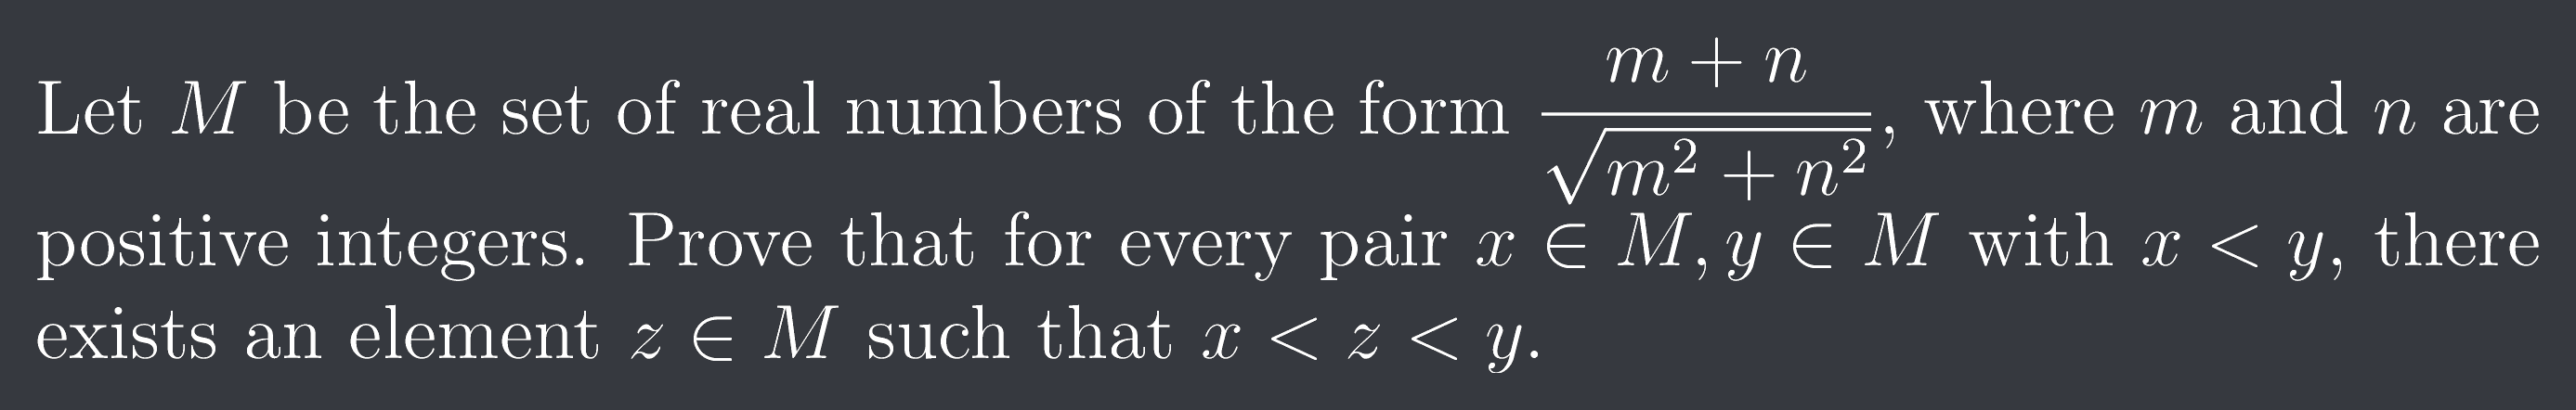 Let $M$ be the set of real numbers of the form $\dfrac{m+n}{\sqrt{m^2+n^2}}$, where $m$ and $n$ are
positive integers. Prove that for every pair $x \in M, y \in M$ with $x < y$, there
exists an element $z \in M$ such that $x < z < y$.